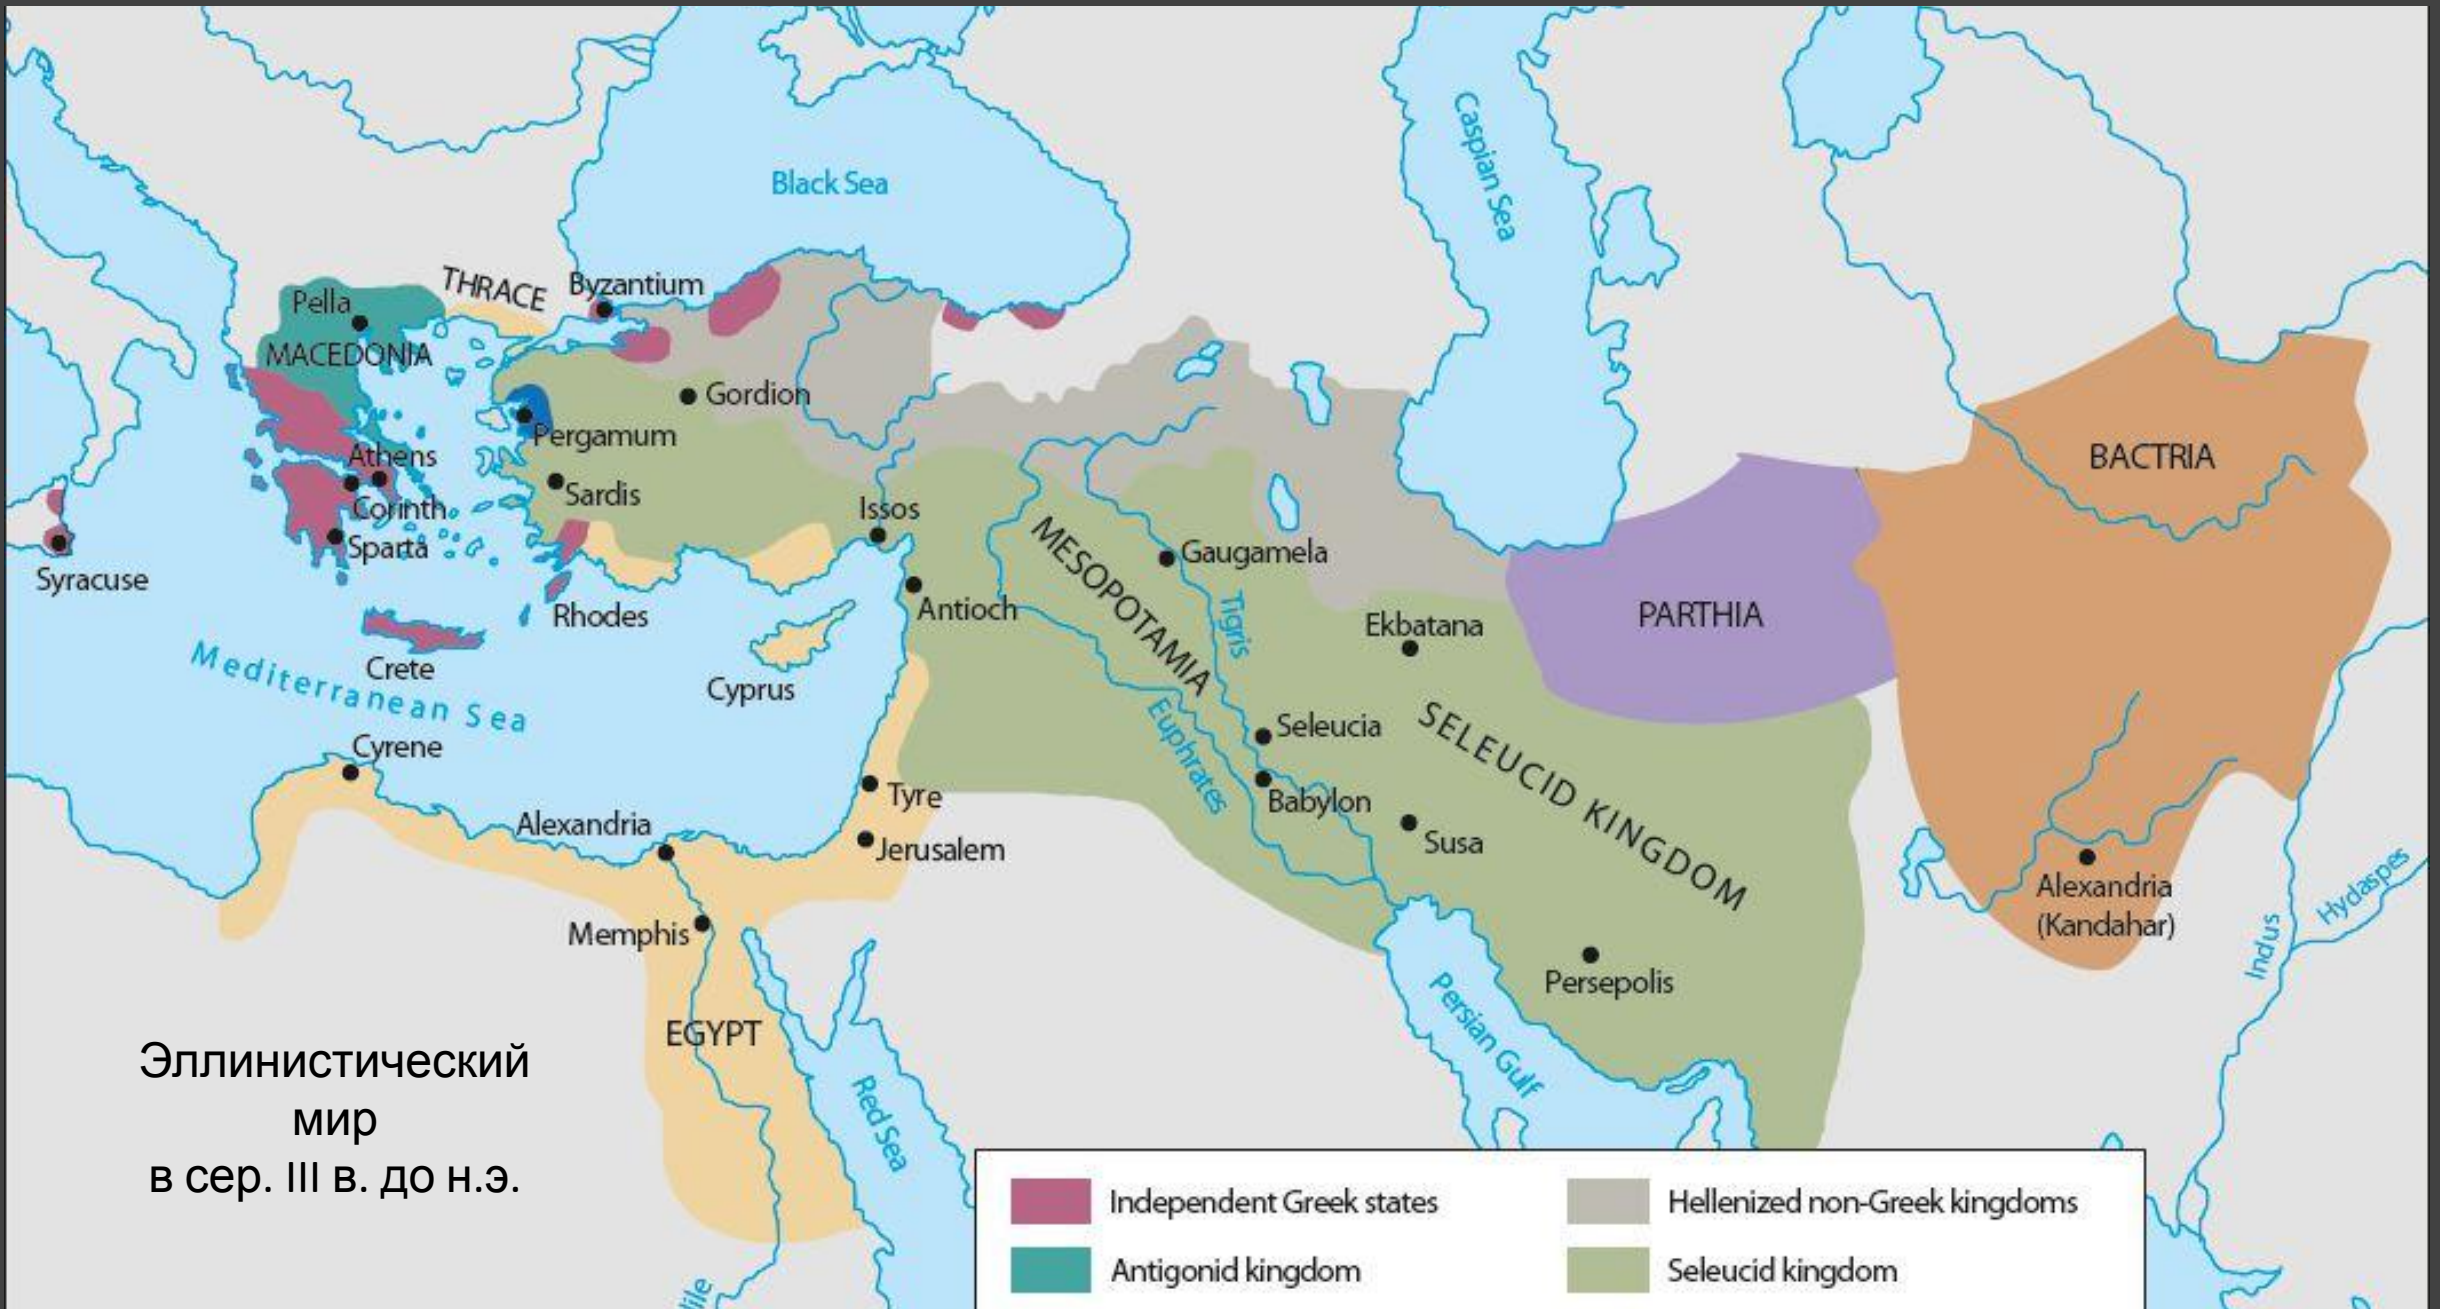 Black Sea
Caspian Sea
THRACE
Byzantium
Pella
MACEDONIA
Gordion
Pergamum
BACTRIA
Athens
Sardis
Corinth
Issos
Sparta
MESOPOTAMIA
Gaugamela
Syracuse
Rhodes
Antioch
Tigris
Ekbatana
PARTHIA
Crete
Mediterranean Sea
Cyprus
Cyrene
Euphrates
Seleucia
SELEUCID KINGDOM
Tyre
Babylon
Alexandria
Jerusalem
Susa
Alexandria
(Kandahar)
Hydaspes
Indus
Memphis
Persepolis
Persian Gulf
EGYPT
Red Sea
Эллинистический
мир
в сер. III в. до н.э.
Independent Greek states
Hellenized non-Greek kingdoms
Antigonid kingdom
Seleucid kingdom